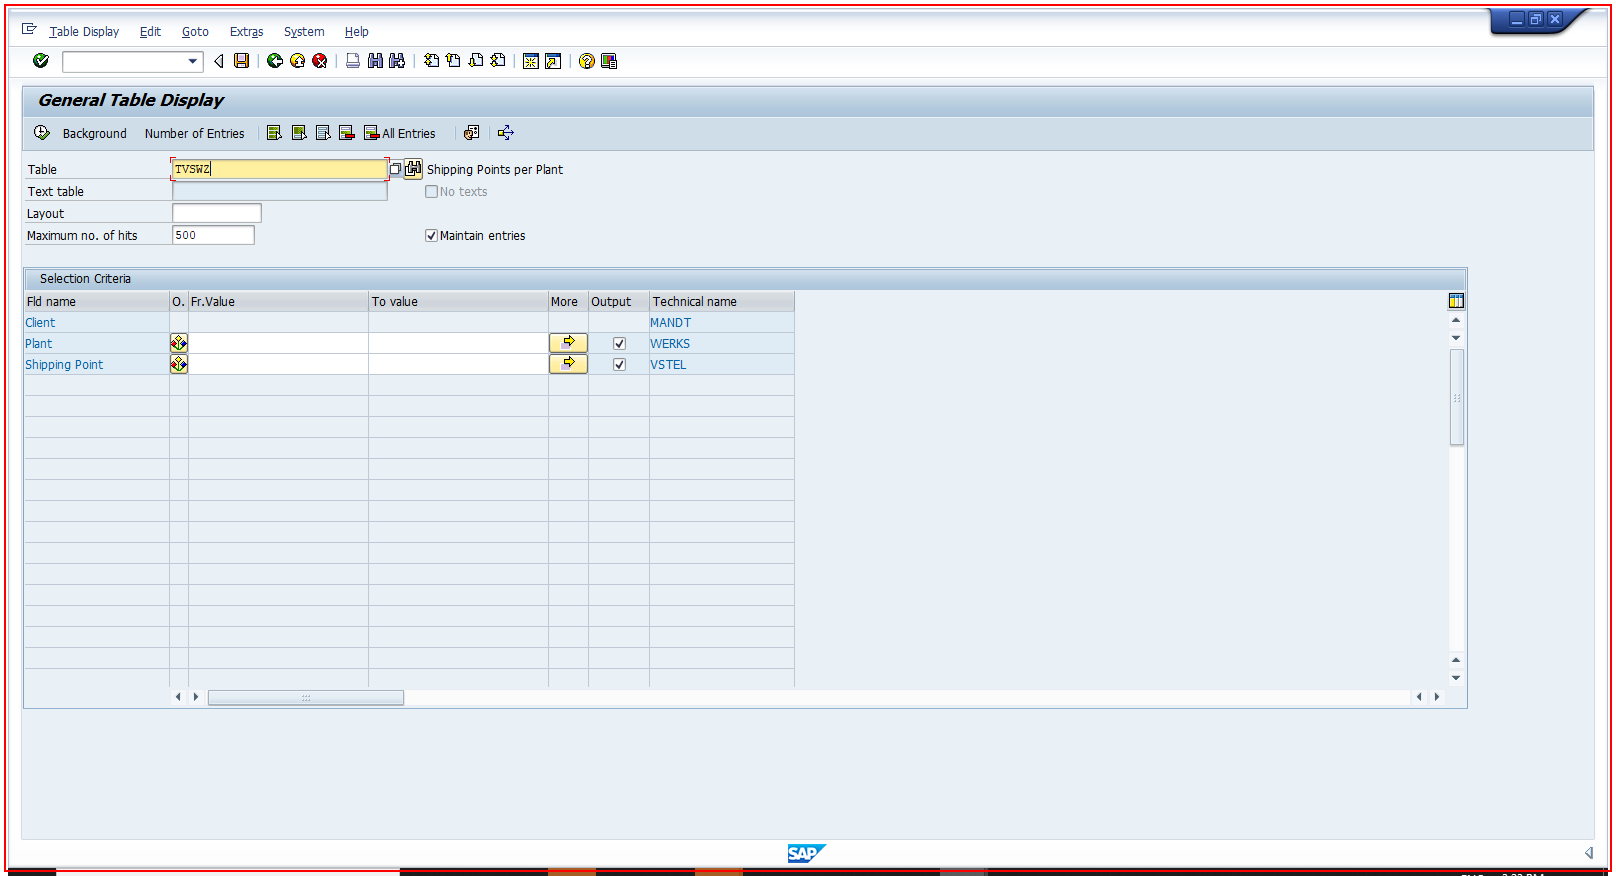 Table Display Edit Goto Extras System Help
General Table Display
Background Number of Entries All Entries
Table TVSWZ Shipping Points per Plant
Text table No texts
Layout
Maximum no. of hits 500 Maintain entries
Selection Criteria
Fld name O. Fr.Value To value More Output Technical name
Client MANDT
Plant WERKS
Shipping Point VSTEL
SAP